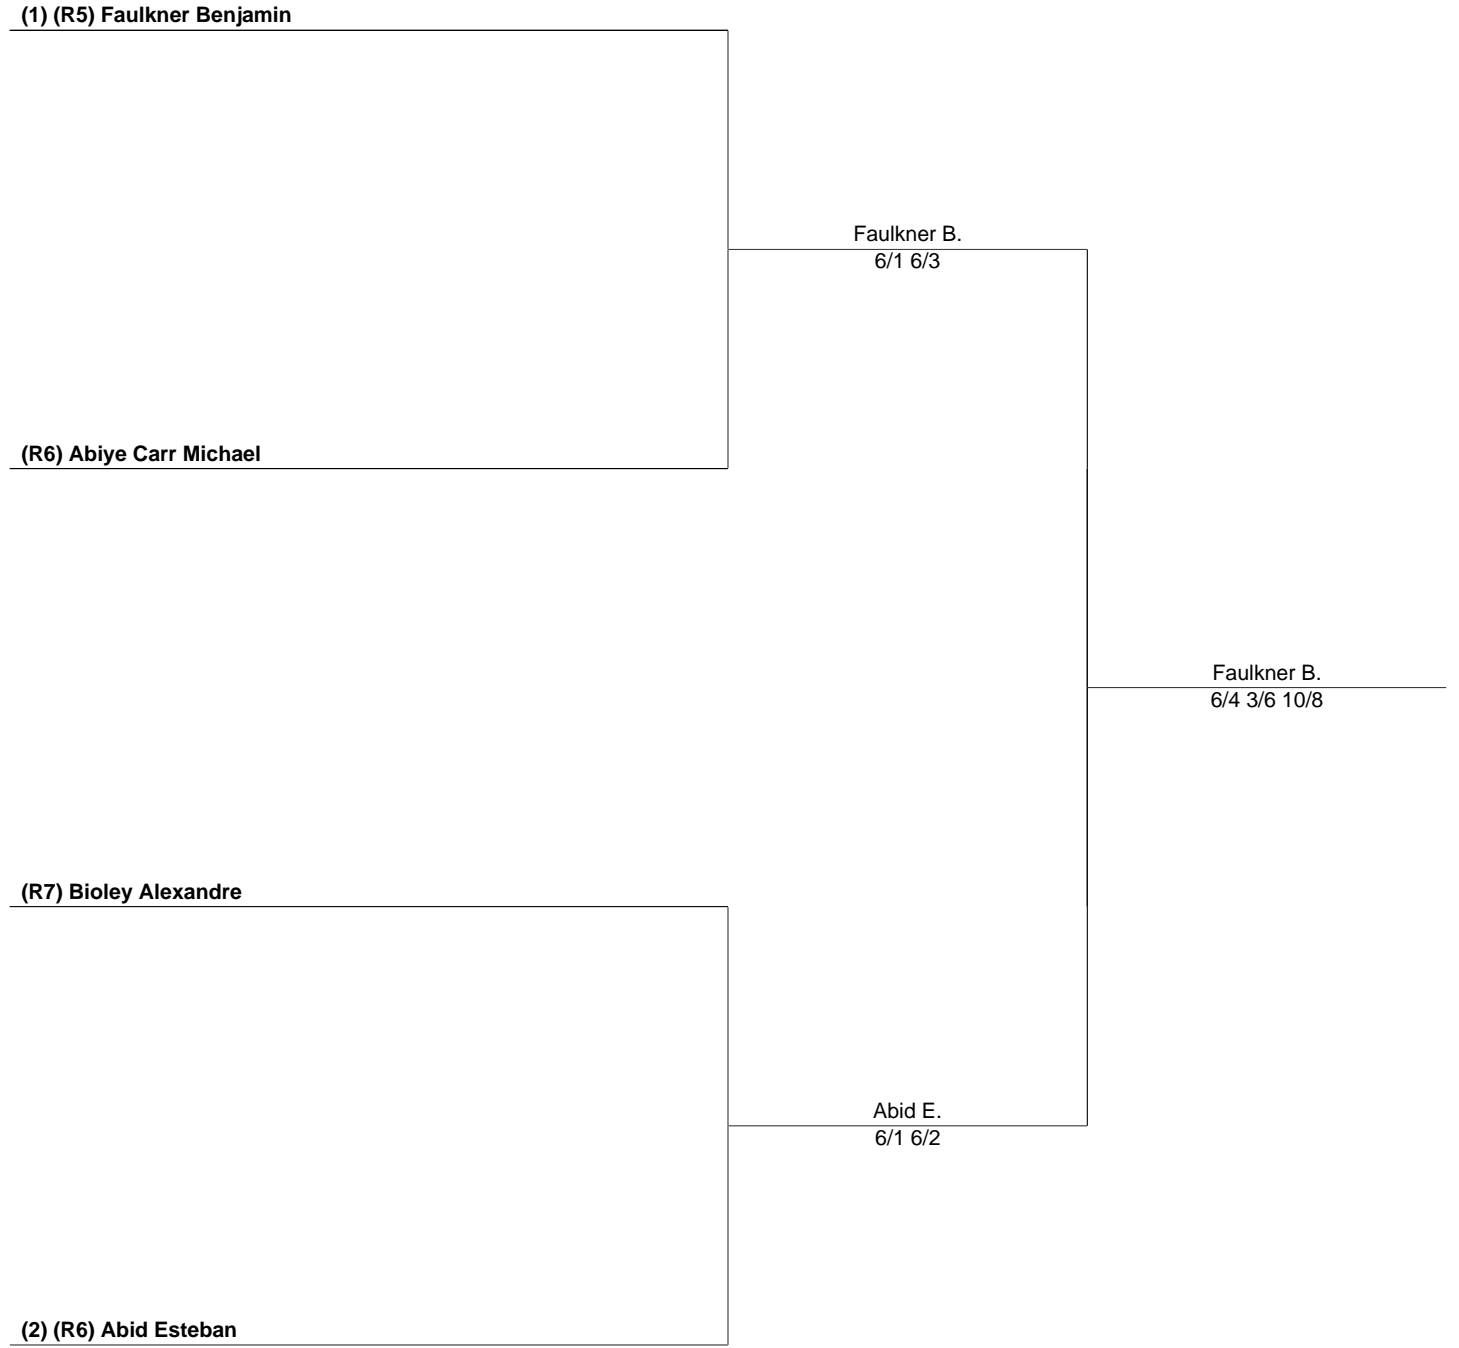 (1) (R5) Faulkner Benjamin
Faulkner B.
6/1 6/3
(R6) Abiye Carr Michael
Faulkner B.
6/4 3/6 10/8
(R7) Bioley Alexandre
Abid E.
6/1 6/2
(2) (R6) Abid Esteban